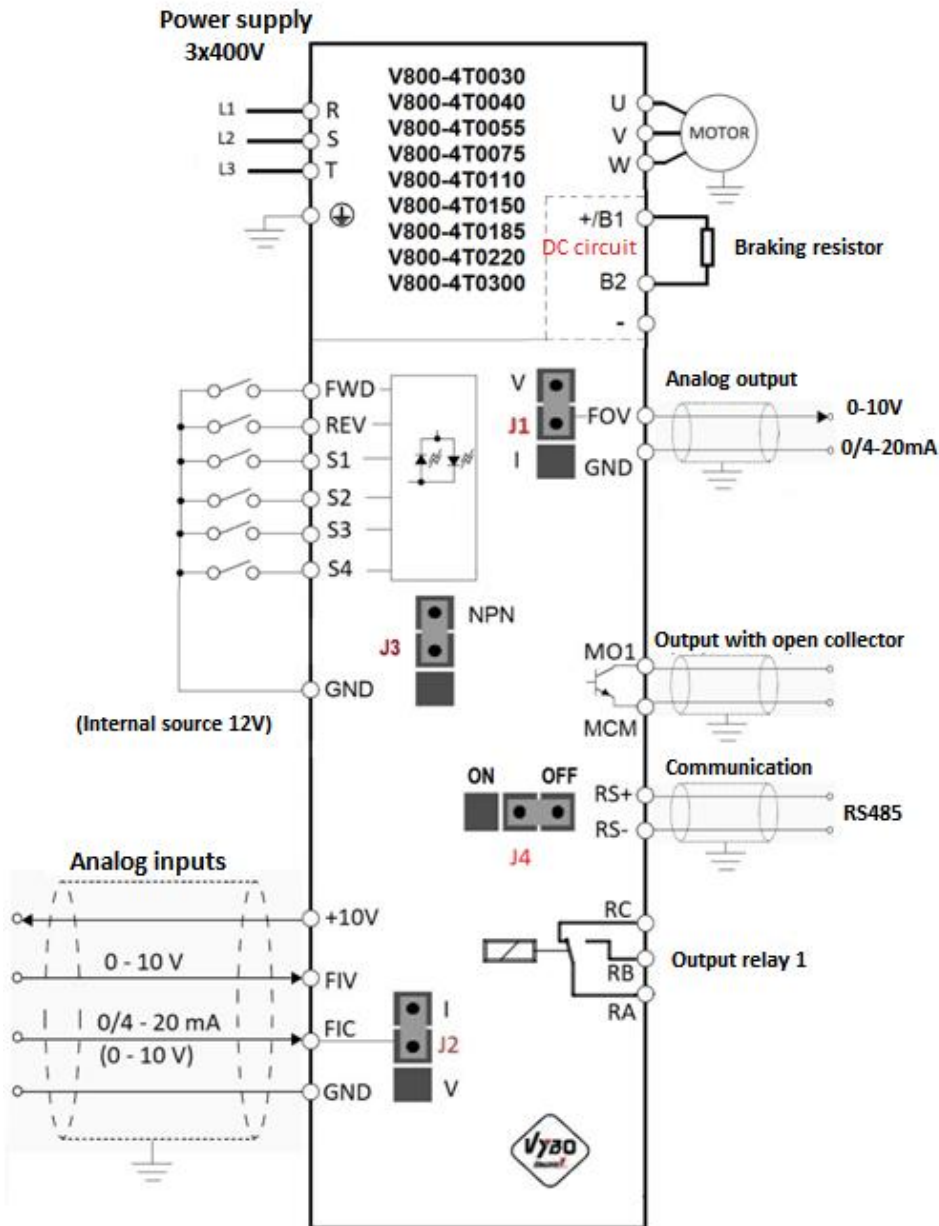 Power supply
3x400V
V800-4T0030
V800-4T0040
V800-4T0055
V800-4T0075
V800-4T0110
V800-4T0150
V800-4T0185
V800-4T0220
V800-4T0300
L1 R
L2 S
L3 T
U
V
W
MOTOR
+/B1
DC circuit
B2
-
Braking resistor
FWD
REV
S1
S2
S3
S4
V
J1
I
FOV
GND
Analog output
0-10V
0/4-20mA
NPN
J3
GND
(Internal source 12V)
MO1
MCM
Output with open collector
ON OFF
J4
RS+
RS-
Communication
RS485
Analog inputs
+10V
0 - 10 V
FIV
0/4 - 20 mA
(0 - 10 V)
FIC
GND
I
J2
V
RC
RB
RA
Output relay 1
VYBO